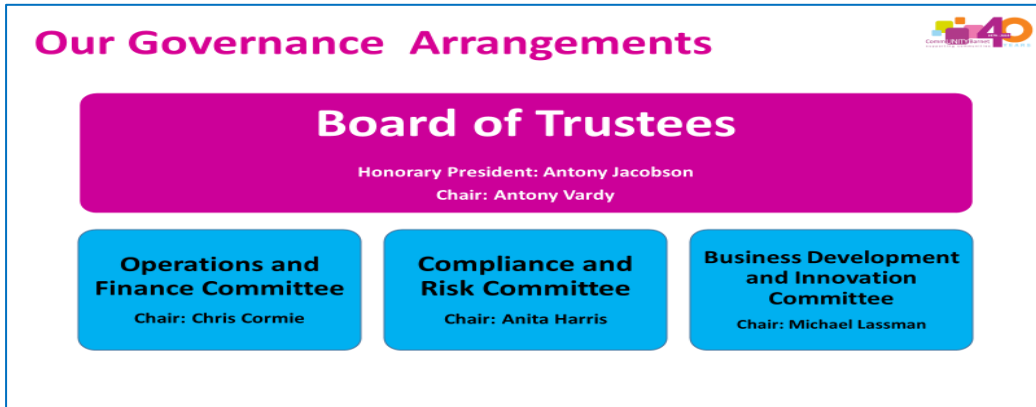 Our Governance Arrangements
40
Board of Trustees
Honorary President: Antony Jacobson
Chair: Antony Vardy
Operations and
Finance Committee
Chair: Chris Cormie
Compliance and
Risk Committee
Chair: Anita Harris
Business Development
and Innovation
Committee
Chair: Michael Lassman